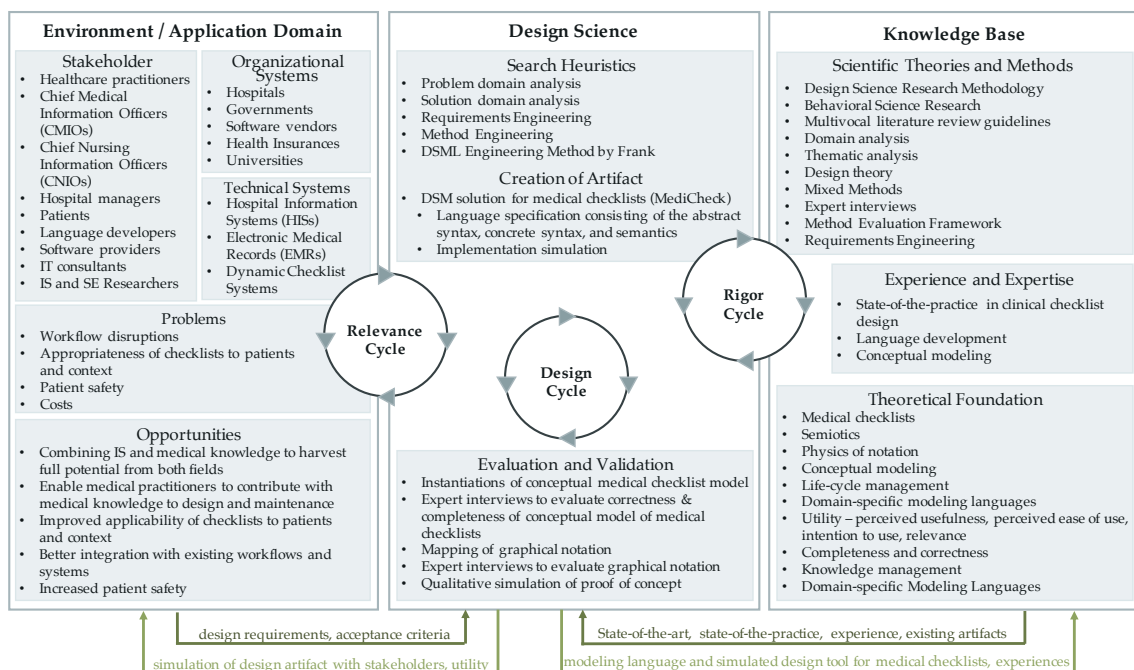 Environment / Application Domain
Stakeholder
• Healthcare practitioners
• Chief Medical
Information Officers
(CMIOs)
• Chief Nursing
Information Officers
(CNIOs)
• Hospital managers
• Patients
• Language developers
• Software providers
• IT consultants
• IS and SE Researchers
Organizational
Systems
• Hospitals
• Governments
• Software vendors
• Health Insurances
• Universities
Technical Systems
• Hospital Information
Systems (HISs)
• Electronic Medical
Records (EMRs)
• Dynamic Checklist
Systems
Problems
• Workflow disruptions
• Appropriateness of checklists to patients
and context
• Patient safety
• Costs
Opportunities
• Combining IS and medical knowledge to harvest
full potential from both fields
• Enable medical practitioners to contribute with
medical knowledge to design and maintenance
• Improved applicability of checklists to patients
and context
• Better integration with existing workflows and
systems
• Increased patient safety
Relevance
Cycle
Design Science
Search Heuristics
• Problem domain analysis
• Solution domain analysis
• Requirements Engineering
• Method Engineering
• DSML Engineering Method by Frank
Creation of Artifact
• DSM solution for medical checklists (MediCheck)
• Language specification consisting of the abstract
syntax, concrete syntax, and semantics
• Implementation simulation
Design
Cycle
Evaluation and Validation
• Instantiations of conceptual medical checklist model
• Expert interviews to evaluate correctness &
completeness of conceptual model of medical
checklists
• Mapping of graphical notation
• Expert interviews to evaluate graphical notation
• Qualitative simulation of proof of concept
Rigor
Cycle
Knowledge Base
Scientific Theories and Methods
• Design Science Research Methodology
• Behavioral Science Research
• Multivocal literature review guidelines
• Domain analysis
• Thematic analysis
• Design theory
• Mixed Methods
• Expert interviews
• Method Evaluation Framework
• Requirements Engineering
Experience and Expertise
• State-of-the-practice in clinical checklist
design
• Language development
• Conceptual modeling
Theoretical Foundation
• Medical checklists
• Semiotics
• Physics of notation
• Conceptual modeling
• Life-cycle management
• Domain-specific modeling languages
• Utility – perceived usefulness, perceived ease of use,
intention to use, relevance
• Completeness and correctness
• Knowledge management
• Domain-specific Modeling Languages
design requirements, acceptance criteria
simulation of design artifact with stakeholders, utility
State-of-the-art, state-of-the-practice, experience, existing artifacts
modeling language and simulated design tool for medical checklists, experiences